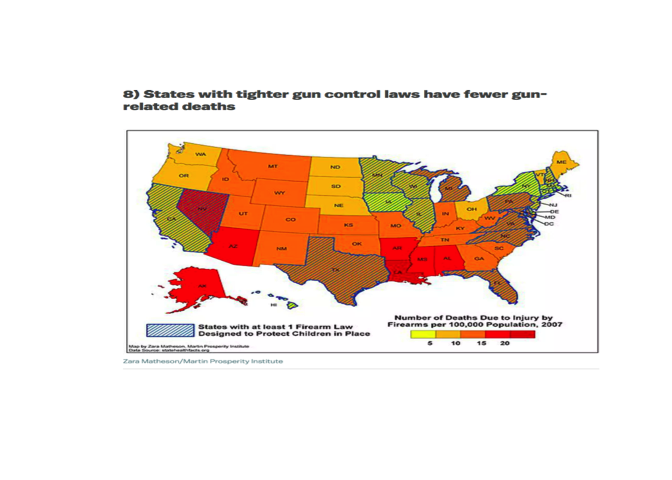 8) States with tighter gun control laws have fewer gun-
related deaths
WA
MT
ND
OR
ID
SD
WY
NE
MN
WI
MI
NY
VT
ME
RI
CA
NV
UT
CO
KS
IA
IL
IN
OH
PA
NJ
DE
MD
DC
MO
KY
WV
VA
AZ
NM
OK
AR
TN
NC
SC
TX
LA
MS
AL
GA
FL
AK
HI
Number of Deaths Due to Injury by
Firearms per 100,000 Population, 2007
5 10 15 20
States with at least 1 Firearm Law
Designed to Protect Children in Place
Map by Zara Matheson, Martin Prosperity Institute
Data Source: statehealthfacts.org
Zara Matheson/Martin Prosperity Institute